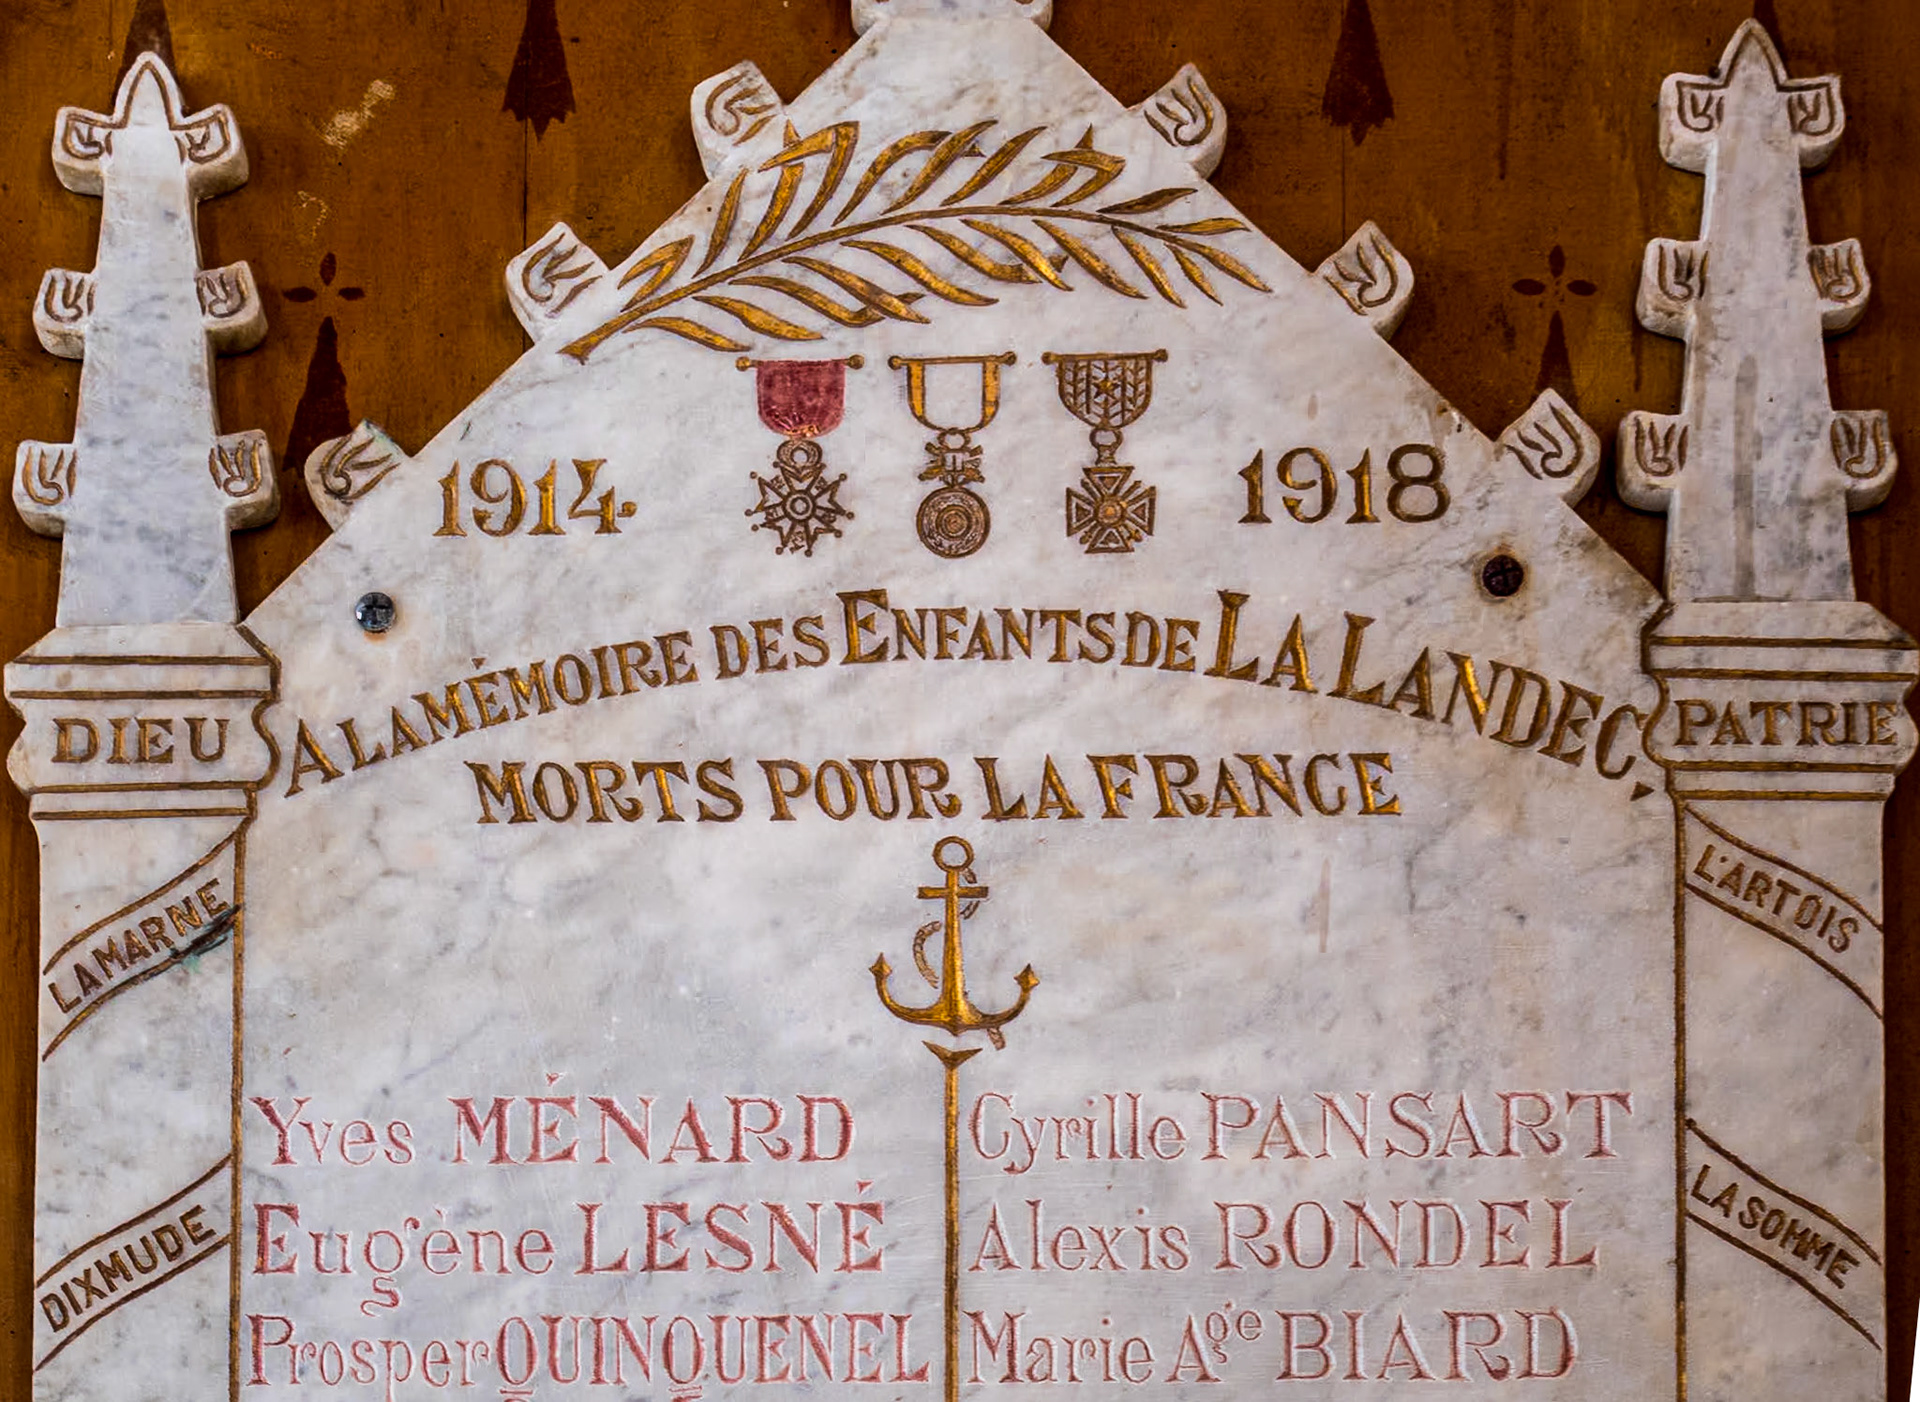 1914. 1918
A LA MÉMOIRE DES ENFANTS DE LA LANDEC,
MORTS POUR LA FRANCE
DIEU
PATRIE
LA MARNE
L'ARTOIS
DIXMUDE
LA SOMME
Yves MÉNARD
Eugène LESNÉ
Prosper QUINQUENEL
Cyrille PANSART
Alexis RONDEL
Marie Age BIARD